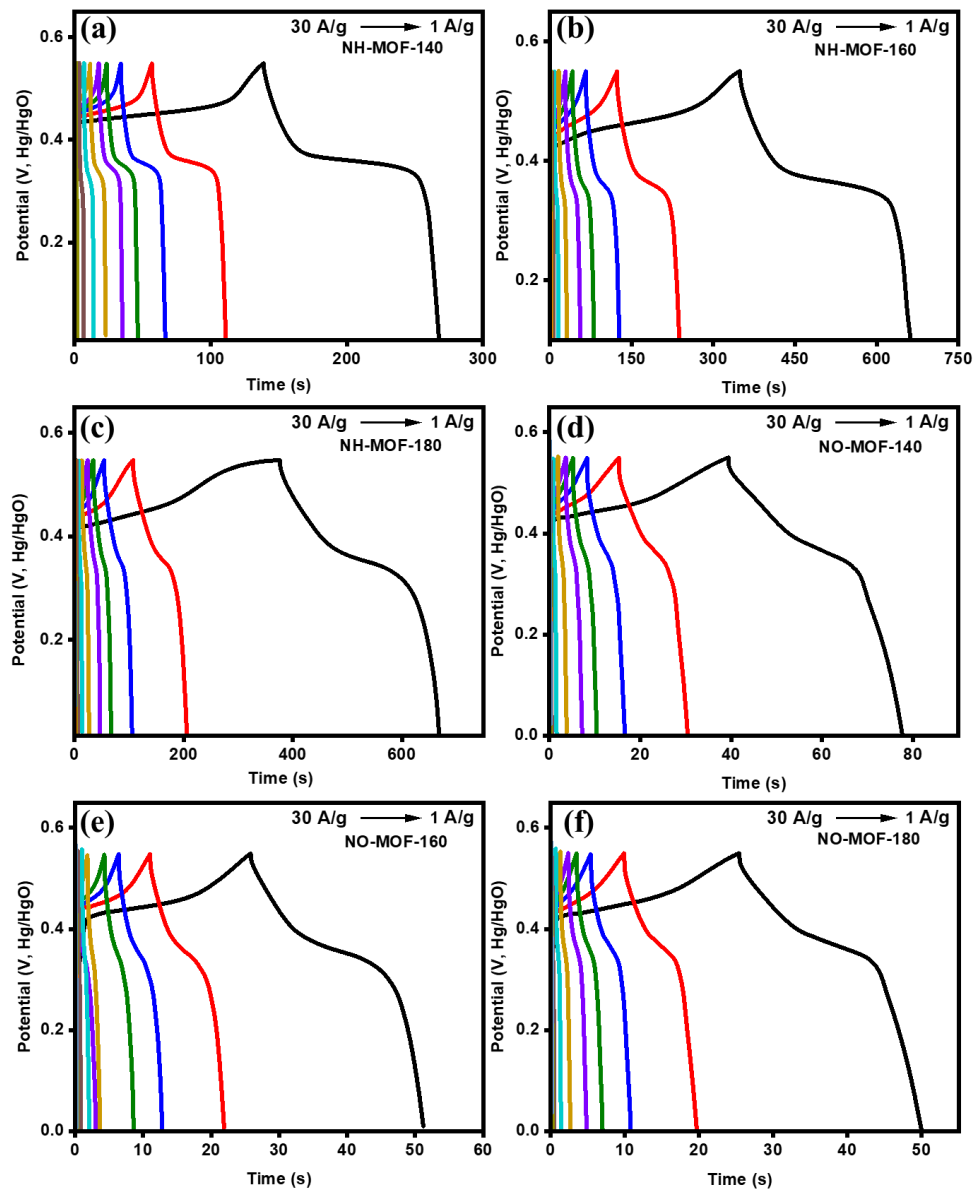 (a) 30 A/g 1 A/g
NH-MOF-140
0.6
0.4
0.2
Potential (V, Hg/HgO)
0 100 200 300
Time (s)
(b) 30 A/g 1 A/g
NH-MOF-160
0.6
0.4
0.2
Potential (V, Hg/HgO)
0 150 300 450 600 750
Time (s)
(c) 30 A/g 1 A/g
NH-MOF-180
0.6
0.4
0.2
Potential (V, Hg/HgO)
0 200 400 600
Time (s)
(d) 30 A/g 1 A/g
NO-MOF-140
0.6
0.4
0.2
0.0
Potential (V, Hg/HgO)
0 20 40 60 80
Time (s)
(e) 30 A/g 1 A/g
NO-MOF-160
0.6
0.4
0.2
0.0
Potential (V, Hg/HgO)
0 10 20 30 40 50 60
Time (s)
(f) 30 A/g 1 A/g
NO-MOF-180
0.6
0.4
0.2
0.0
Potential (V, Hg/HgO)
0 10 20 30 40 50
Time (s)